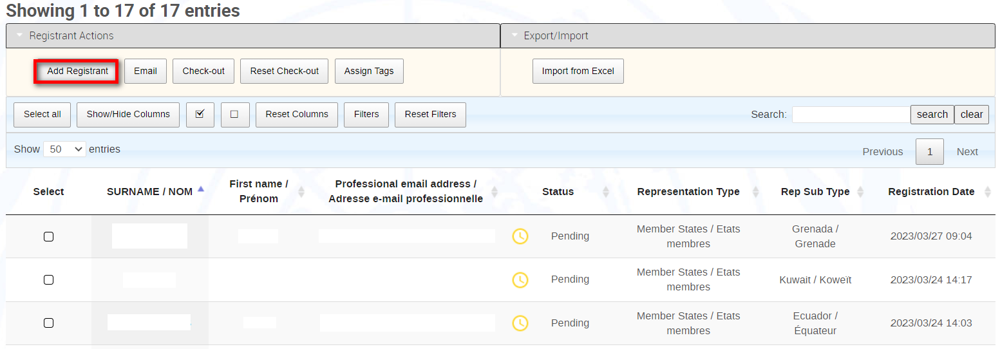 Showing 1 to 17 of 17 entries
Registrant Actions
Export/Import
Add Registrant Email Check-out Reset Check-out Assign Tags
Import from Excel
Select all Show/Hide Columns Reset Columns Filters Reset Filters
Search: search clear
Show 50 entries
Previous 1 Next
Select
SURNAME / NOM
First name /
Prénom
Professional email address /
Adresse e-mail professionnelle
Status
Representation Type
Rep Sub Type
Registration Date
Pending
Member States / Etats
membres
Grenada /
Grenade
2023/03/27 09:04
Pending
Member States / Etats
membres
Kuwait / Koweït
2023/03/24 14:17
Pending
Member States / Etats
membres
Ecuador /
Équateur
2023/03/24 14:03